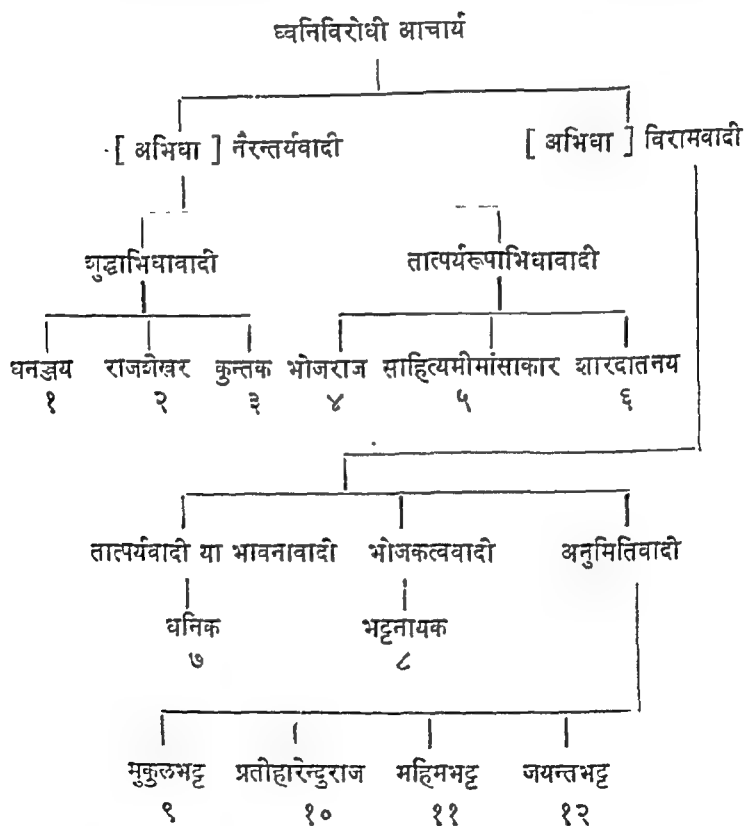 ध्वनिविरोधी आचार्य
[ अभिधा ] नैरन्तर्यवादी [ अभिधा ] विरामवादी
शुद्धाभिधावादी तात्पर्यरूपाभिधावादी
धनञ्जय राजशेखर कुन्तक भोजराज साहित्यमीमांसाकार शारदातनय
१ २ ३ ४ ५ ६
तात्पर्यवादी या भावनावादी भोजकत्ववादी अनुमितिवादी
धनिक भट्टनायक
७ ८
मुकुलभट्ट प्रतीहारेन्दुराज महिमभट्ट जयन्तभट्ट
९ १० ११ १२